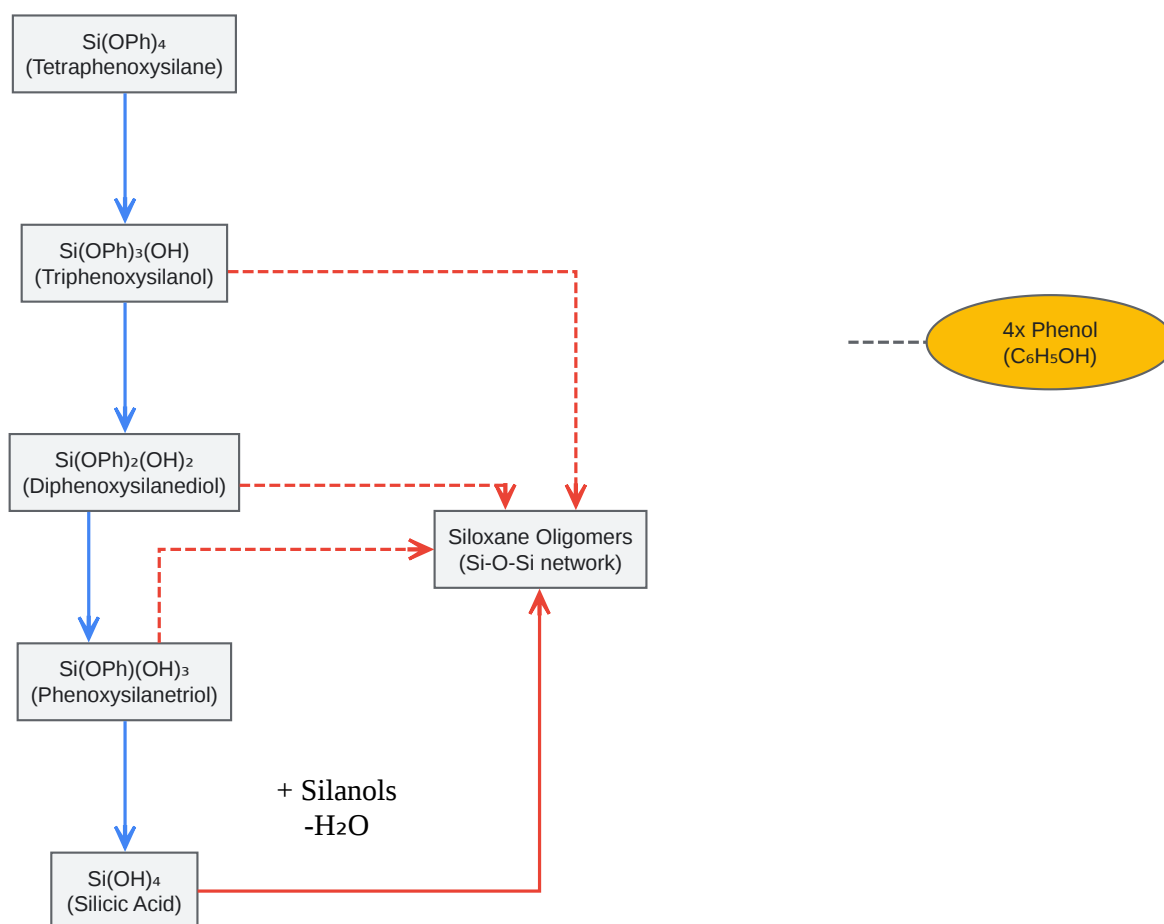 Si(OPh)₄
(Tetraphenoxysilane)
Si(OPh)₃(OH)
(Triphenoxysilanol)
4x Phenol
(C₆H₅OH)
Si(OPh)₂(OH)₂
(Diphenoxysilanediol)
Siloxane Oligomers
(Si-O-Si network)
Si(OPh)(OH)₃
(Phenoxysilanetriol)
+ Silanols
-H₂O
Si(OH)₄
(Silicic Acid)